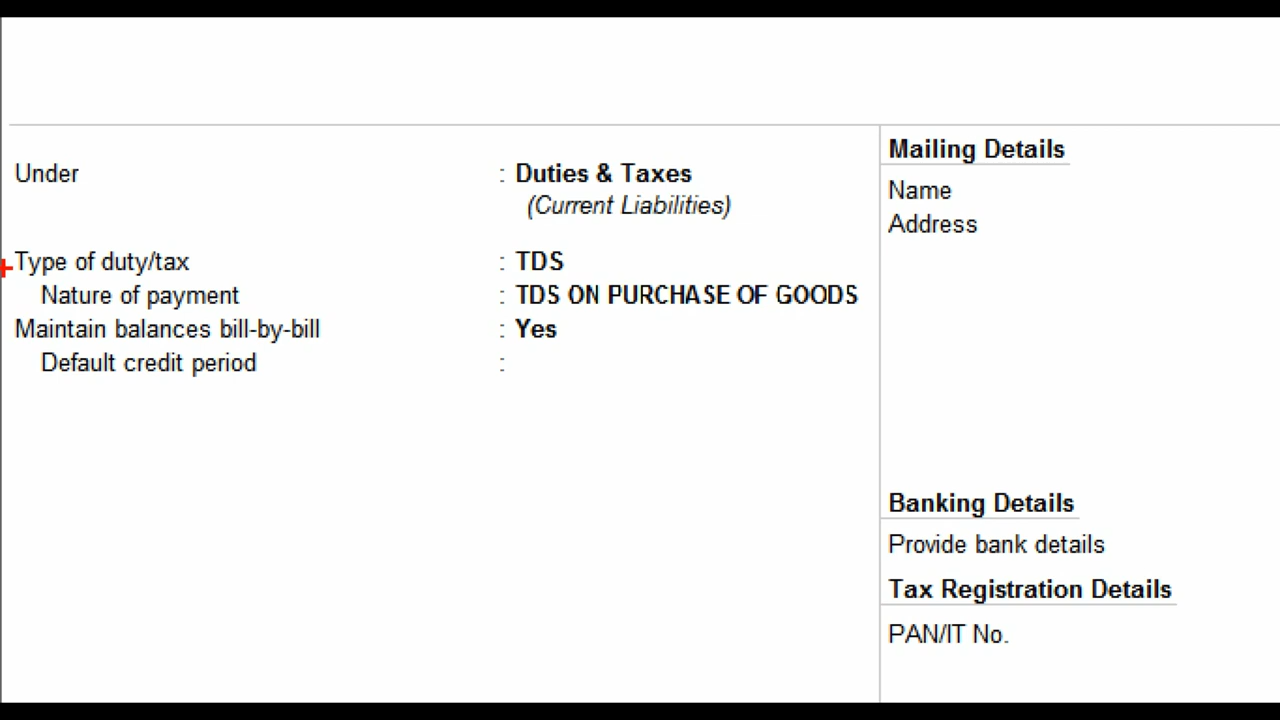 Under : Duties & Taxes
(Current Liabilities)
Type of duty/tax : TDS
Nature of payment : TDS ON PURCHASE OF GOODS
Maintain balances bill-by-bill : Yes
Default credit period :
Mailing Details
Name
Address
Banking Details
Provide bank details
Tax Registration Details
PAN/IT No.